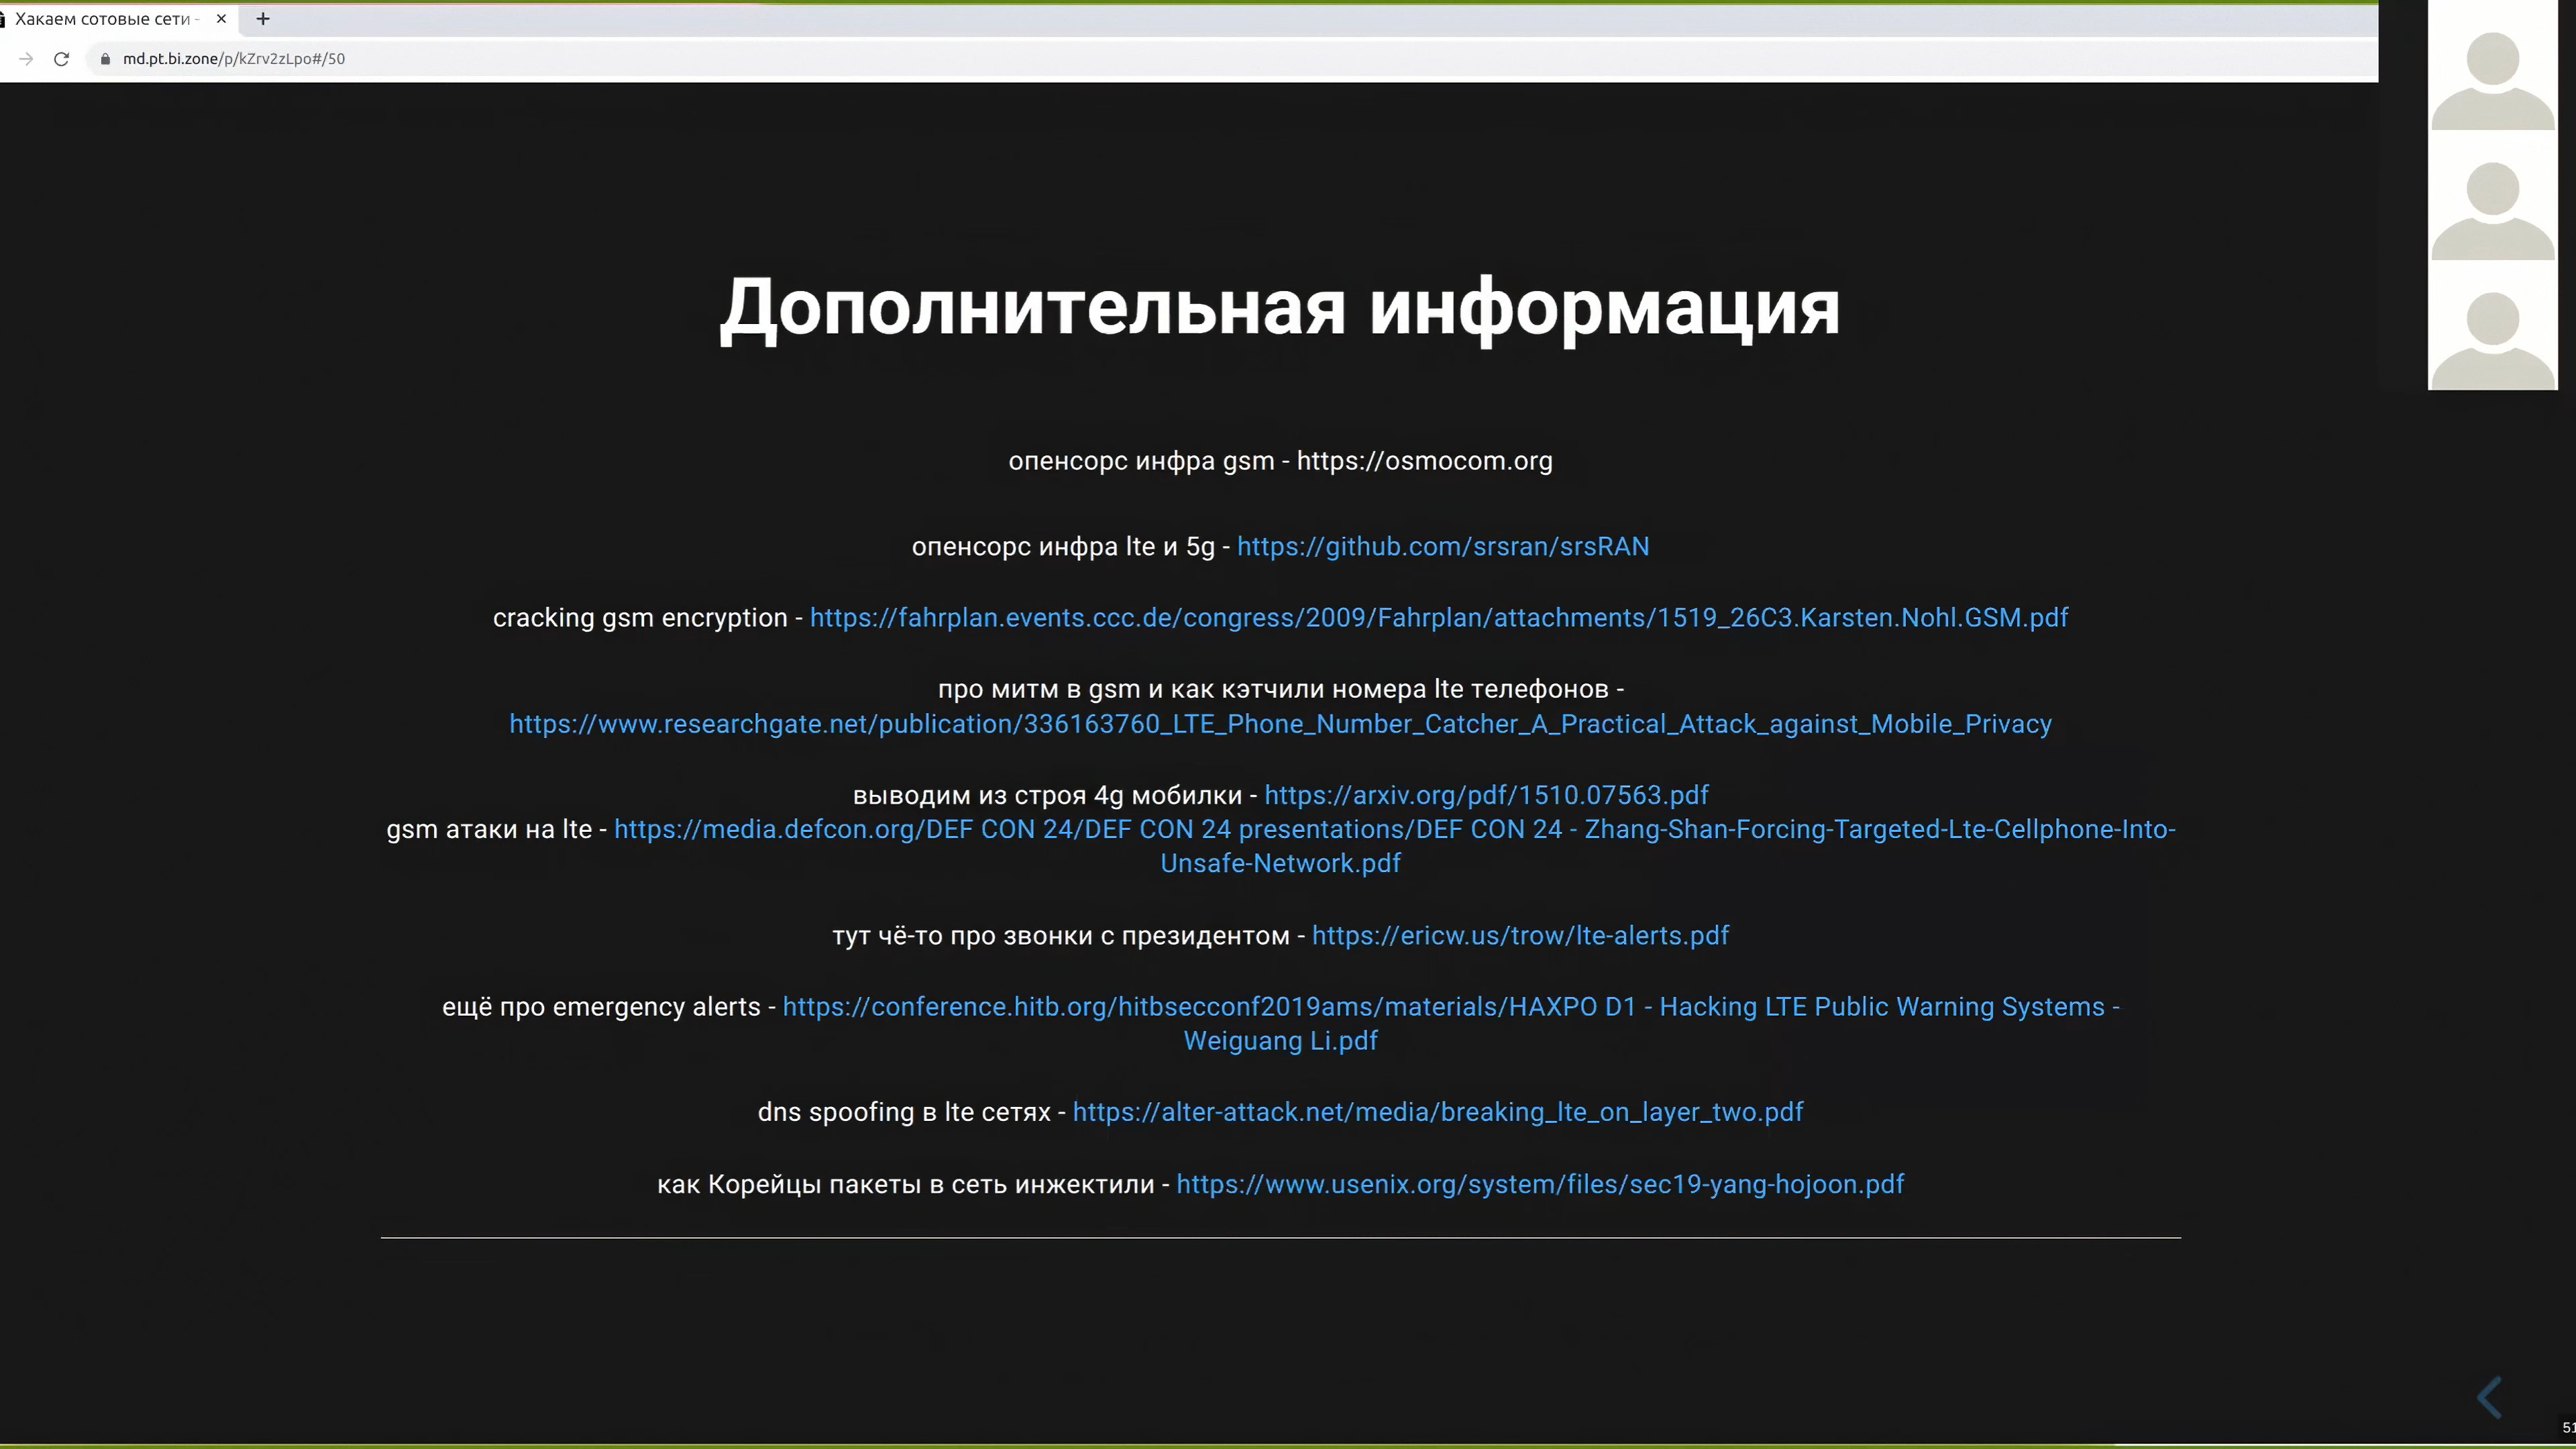 Хакаем сотовые сети -
md.pt.bi.zone/p/kZrv2zLpo#/50
Дополнительная информация
опенсорс инфра gsm - https://osmocom.org
опенсорс инфра lte и 5g - https://github.com/srsran/srsRAN
cracking gsm encryption - https://fahrplan.events.ccc.de/congress/2009/Fahrplan/attachments/1519_26C3.Karsten.Nohl.GSM.pdf
про митм в gsm и как кэтчили номера lte телефонов -
https://www.researchgate.net/publication/336163760_LTE_Phone_Number_Catcher_A_Practical_Attack_against_Mobile_Privacy
выводим из строя 4g мобилки - https://arxiv.org/pdf/1510.07563.pdf
gsm атаки на lte - https://media.defcon.org/DEF CON 24/DEF CON 24 presentations/DEF CON 24 - Zhang-Shan-Forcing-Targeted-Lte-Cellphone-Into-
Unsafe-Network.pdf
тут чё-то про звонки с президентом - https://ericw.us/trow/lte-alerts.pdf
ещё про emergency alerts - https://conference.hitb.org/hitbsecconf2019ams/materials/HAXPO D1 - Hacking LTE Public Warning Systems -
Weiguang Li.pdf
dns spoofing в lte сетях - https://alter-attack.net/media/breaking_lte_on_layer_two.pdf
как Корейцы пакеты в сеть инжектили - https://www.usenix.org/system/files/sec19-yang-hojoon.pdf
51